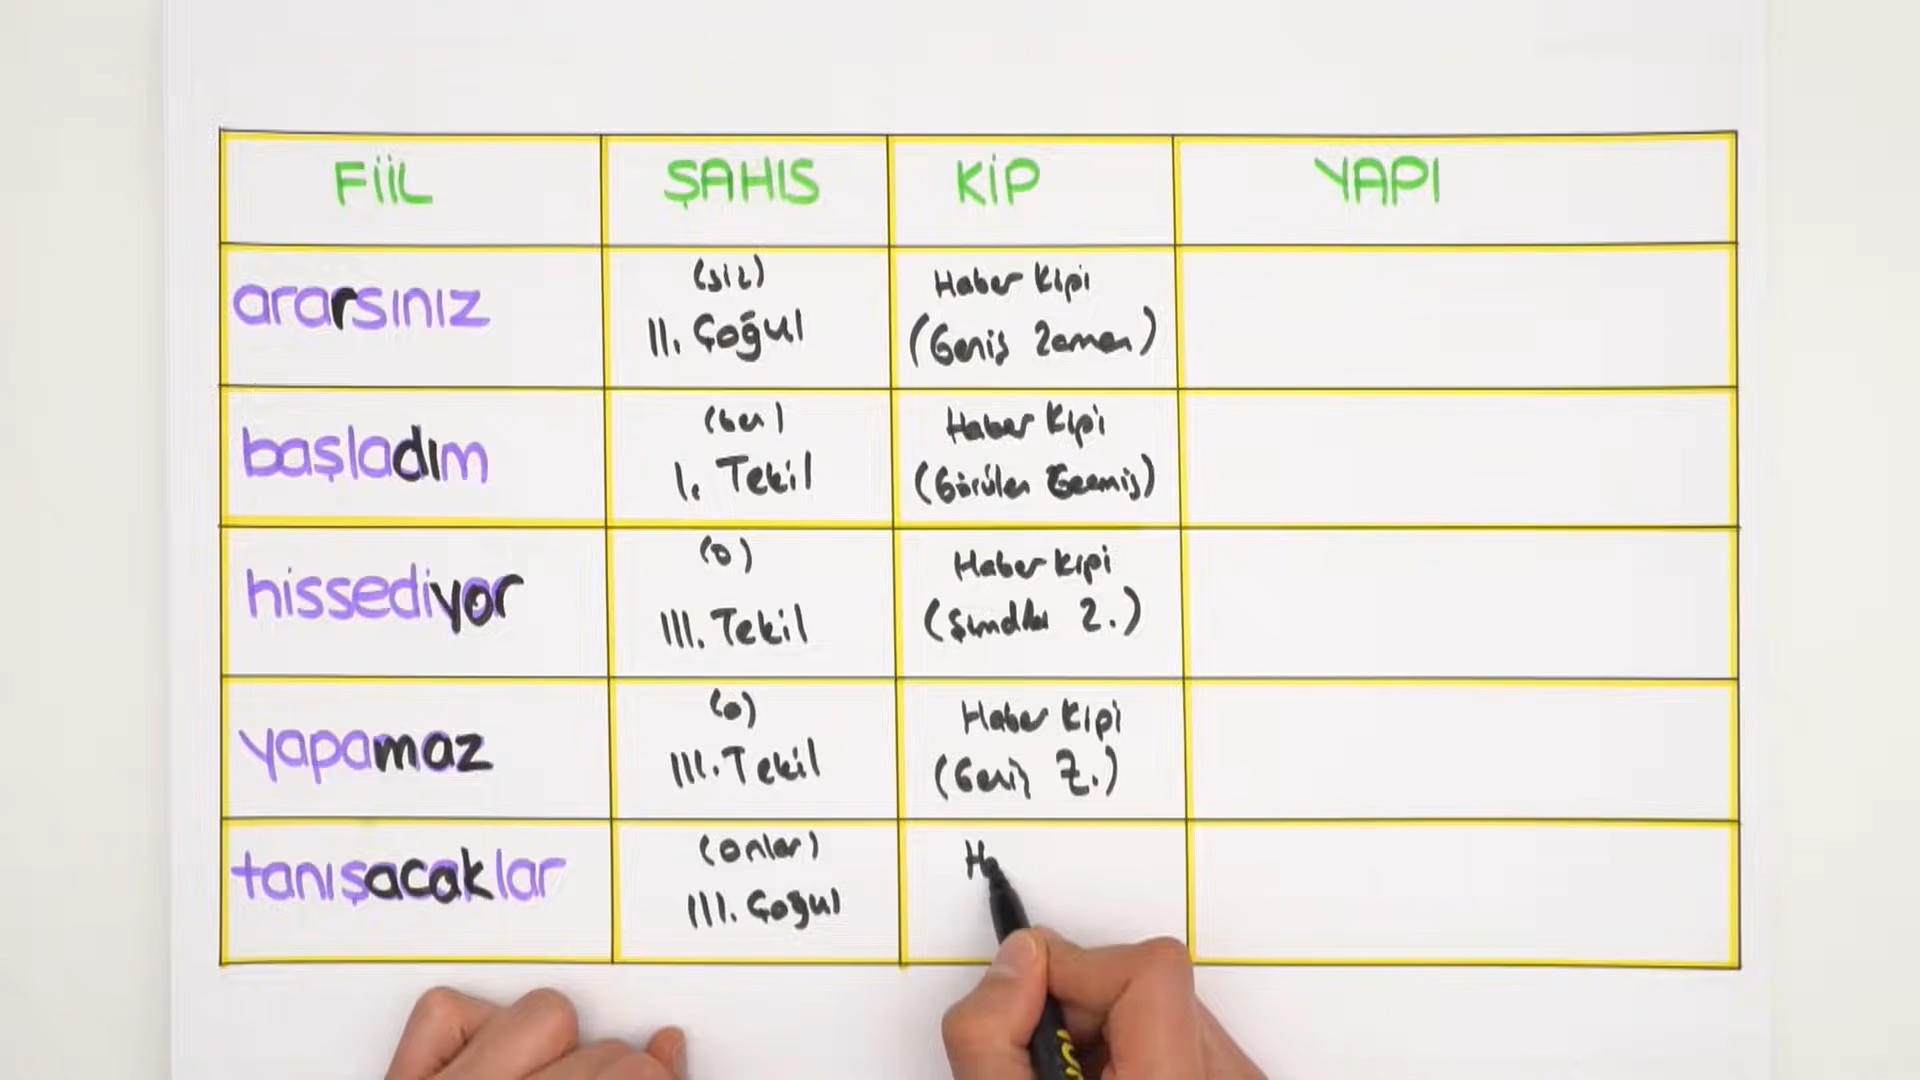 FİİL ŞAHIS KİP YAPI
ararsınız
(siz)
II. Çoğul
Haber Kipi
(Geniş Zaman)
başladım
(ben)
I. Tekil
Haber Kipi
(Görülen Geçmiş)
hissediyor
(o)
III. Tekil
Haber Kipi
(Şimdiki Z.)
yapamaz
(o)
III. Tekil
Haber Kipi
(Geniş Z.)
tanışacaklar
(onlar)
III. Çoğul
Ha